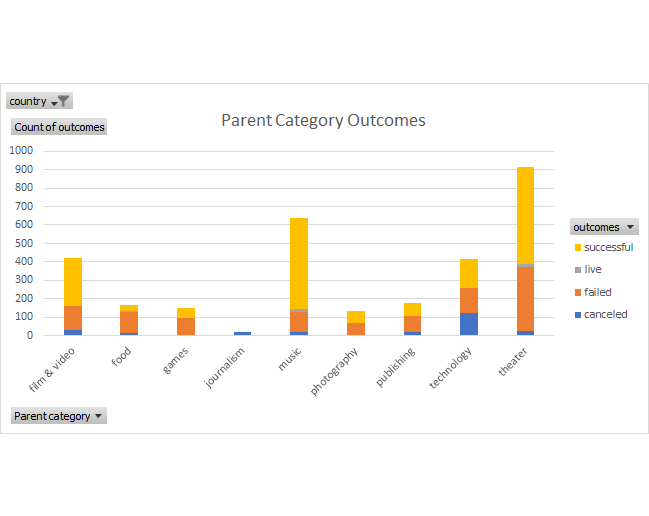 country
Count of outcomes
Parent Category Outcomes
1000
900
800
700
600
500
400
300
200
100
0
film & video
food
games
journalism
music
photography
publishing
technology
theater
outcomes
successful
live
failed
canceled
Parent category